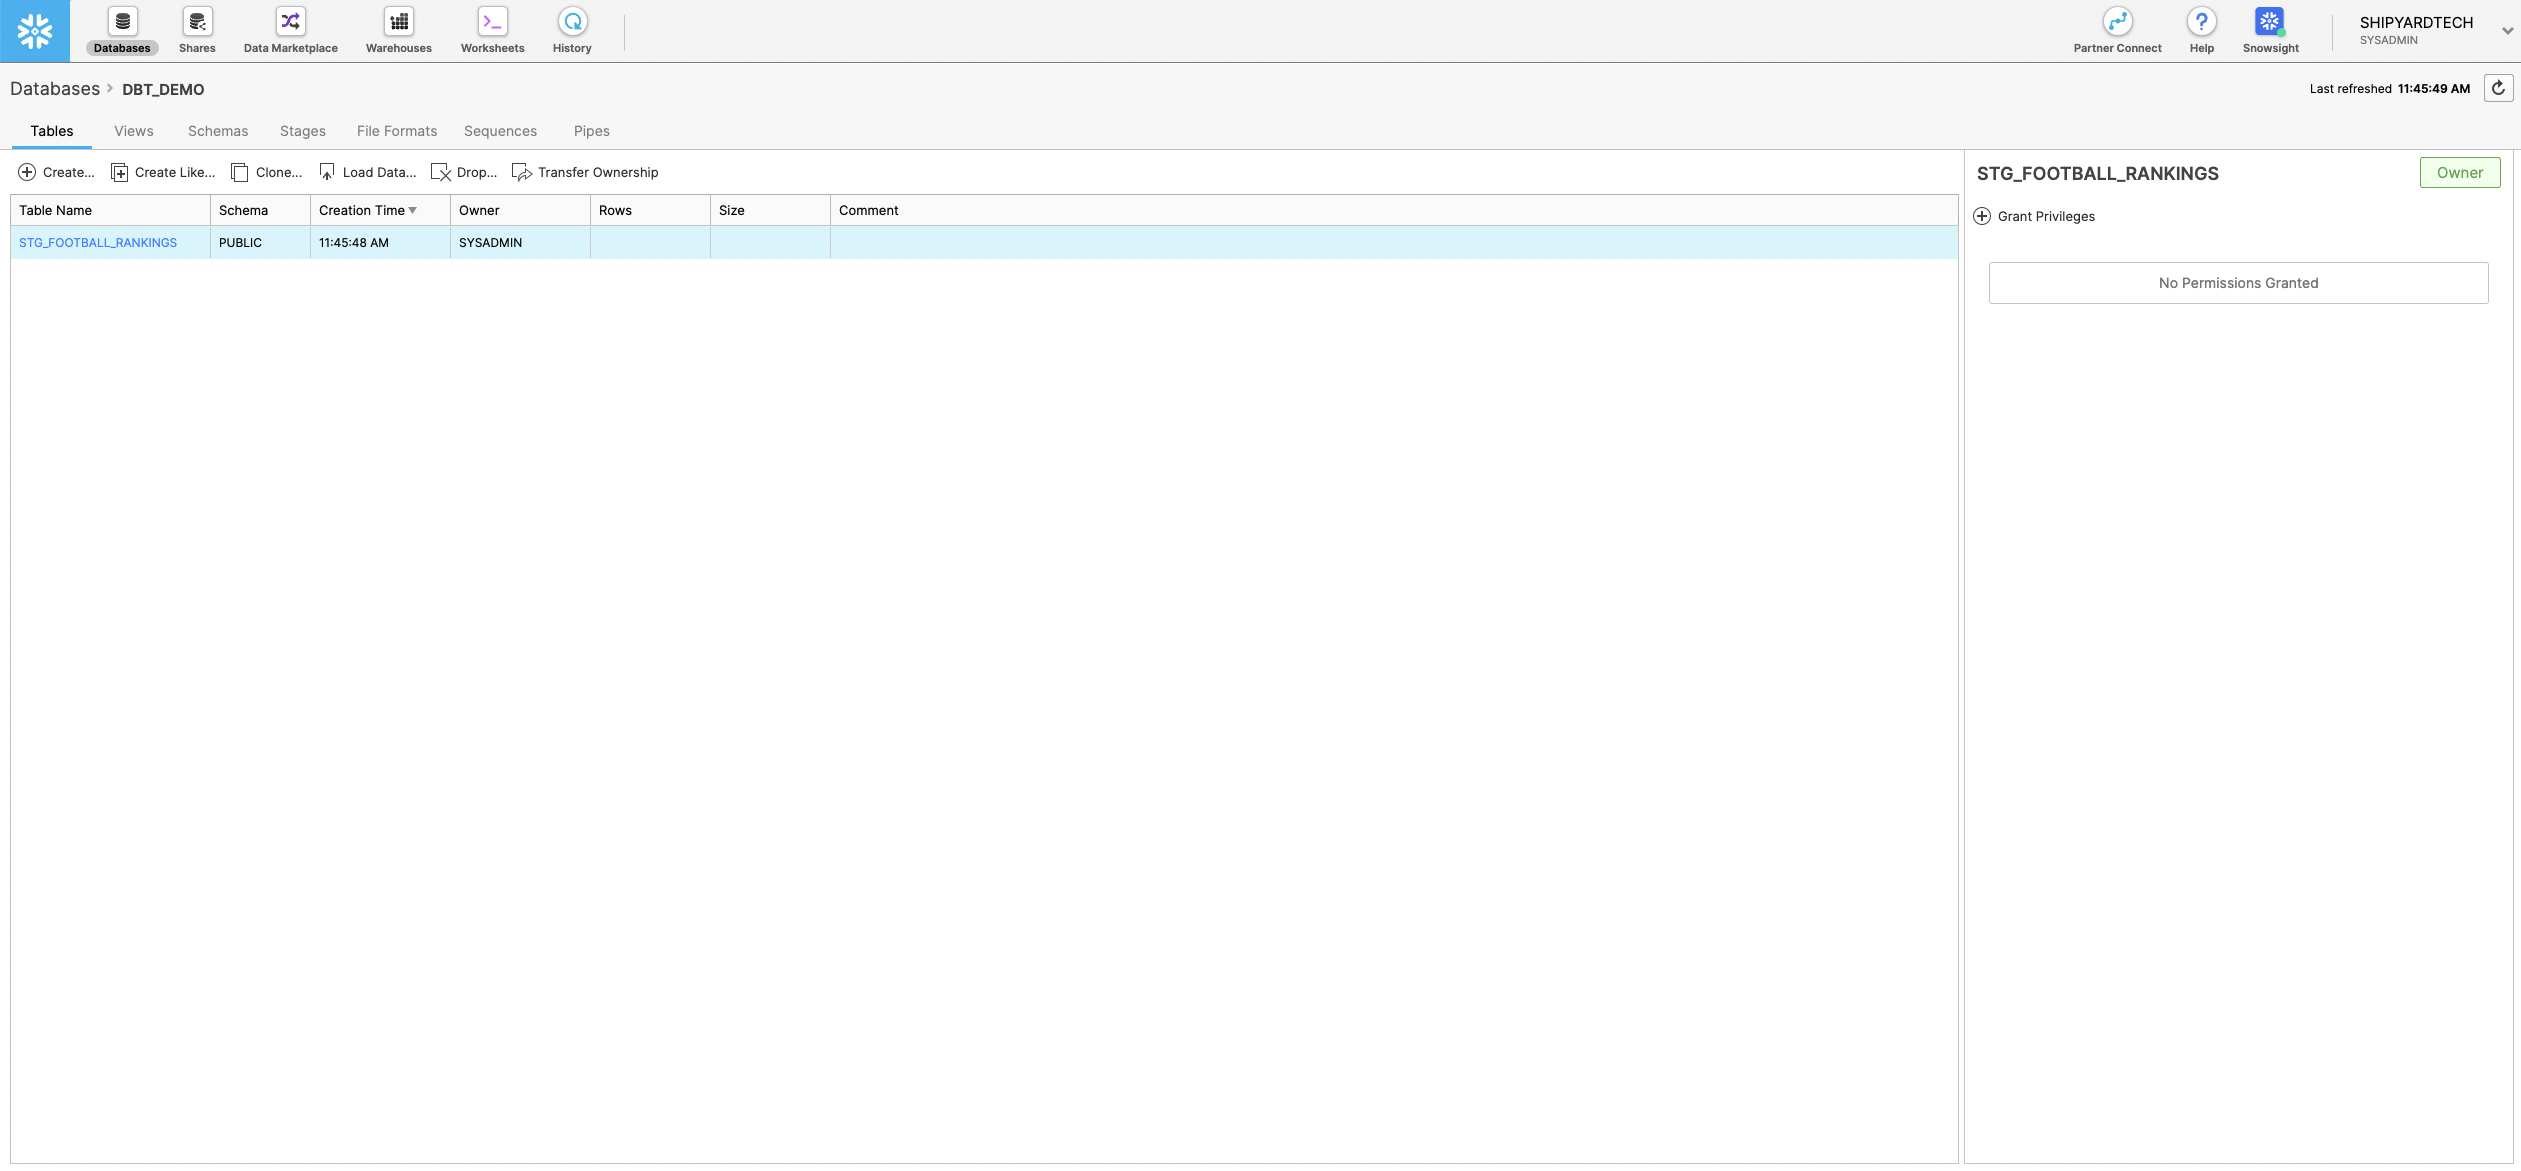 Databases Shares Data Marketplace Warehouses Worksheets History Partner Connect Help Snowsight SHIPYARDTECH
SYSADMIN
Databases DBT_DEMO Last refreshed 11:45:49 AM
Tables Views Schemas Stages File Formats Sequences Pipes
Create... Create Like... Clone... Load Data... Drop... Transfer Ownership
Table Name Schema Creation Time Owner Rows Size Comment
STG_FOOTBALL_RANKINGS PUBLIC 11:45:48 AM SYSADMIN
STG_FOOTBALL_RANKINGS Owner
Grant Privileges
No Permissions Granted